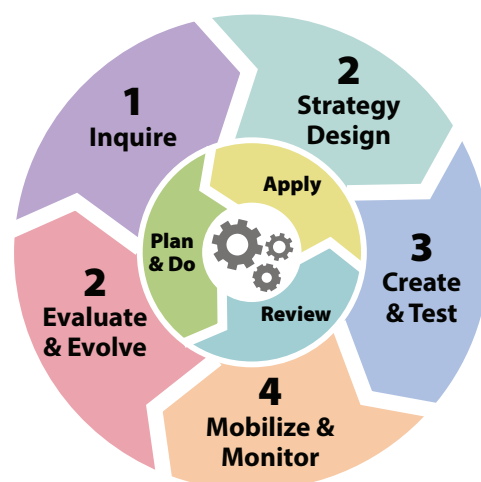 1
Inquire
2
Strategy
Design
3
Create
& Test
4
Mobilize &
Monitor
2
Evaluate
& Evolve
Plan
& Do
Apply
Review